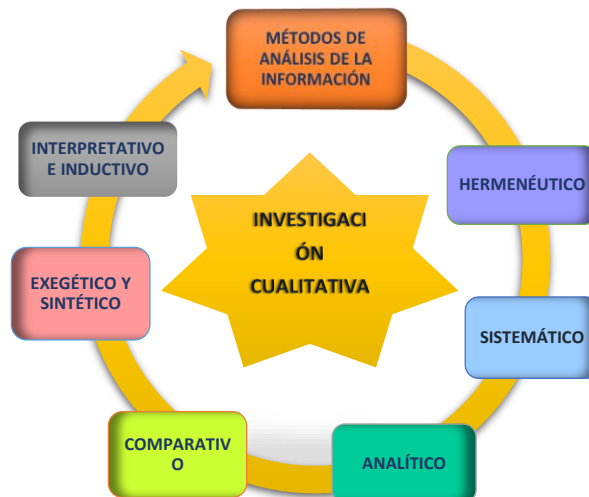 MÉTODOS DE
ANÁLISIS DE LA
INFORMACIÓN
HERMENÉUTICO
SISTEMÁTICO
ANALÍTICO
COMPARATIV
O
EXEGÉTICO Y
SINTÉTICO
INTERPRETATIVO
E INDUCTIVO
INVESTIGACI
ÓN
CUALITATIVA